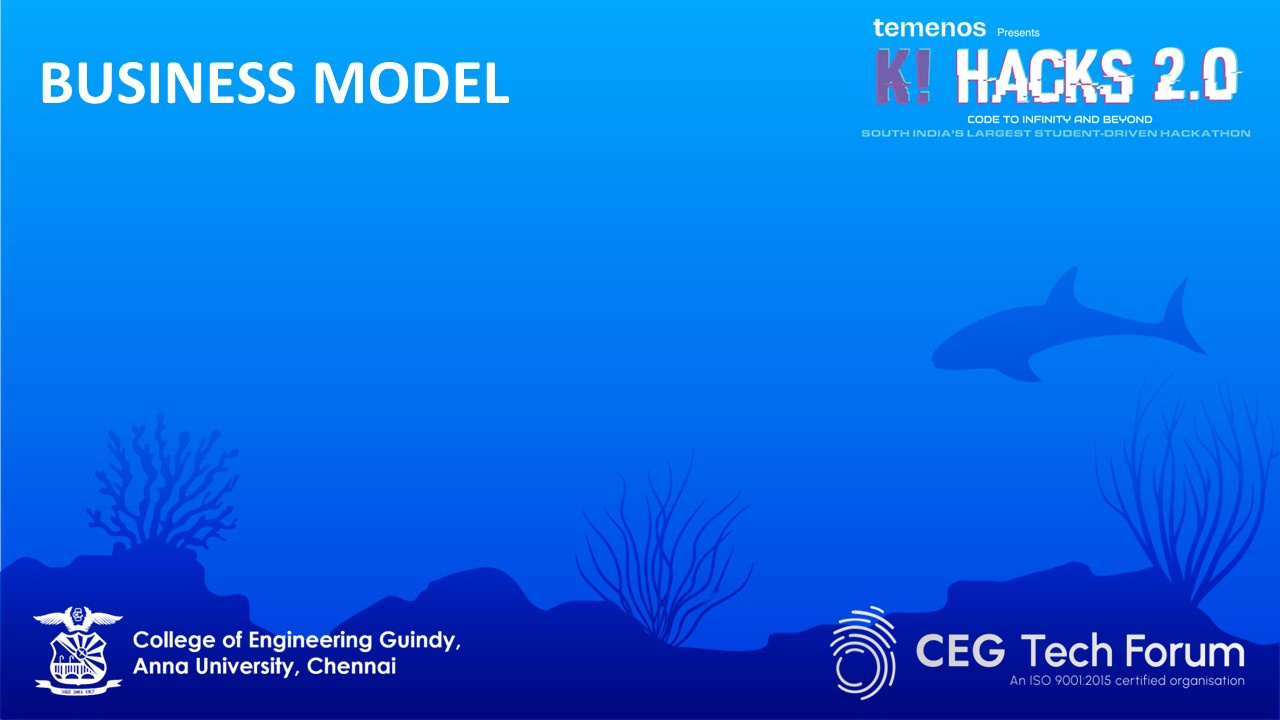 BUSINESS MODEL
temenos Presents
K! HACKS 2.0
CODE TO INFINITY AND BEYOND
SOUTH INDIA'S LARGEST STUDENT-DRIVEN HACKATHON
College of Engineering Guindy,
Anna University, Chennai
CEG Tech Forum
An ISO 9001:2015 certified organisation